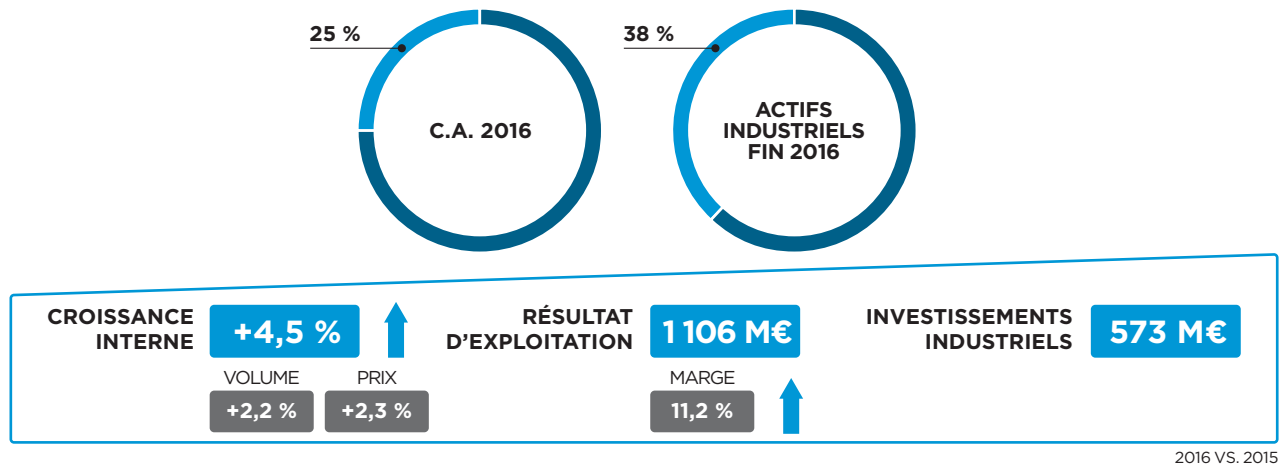 25 %
38 %
C.A. 2016
ACTIFS
INDUSTRIELS
FIN 2016
CROISSANCE
INTERNE
+4,5 %
RÉSULTAT
D'EXPLOITATION
1 106 M€
INVESTISSEMENTS
INDUSTRIELS
573 M€
VOLUME
PRIX
MARGE
+2,2 %
+2,3 %
11,2 %
2016 VS. 2015